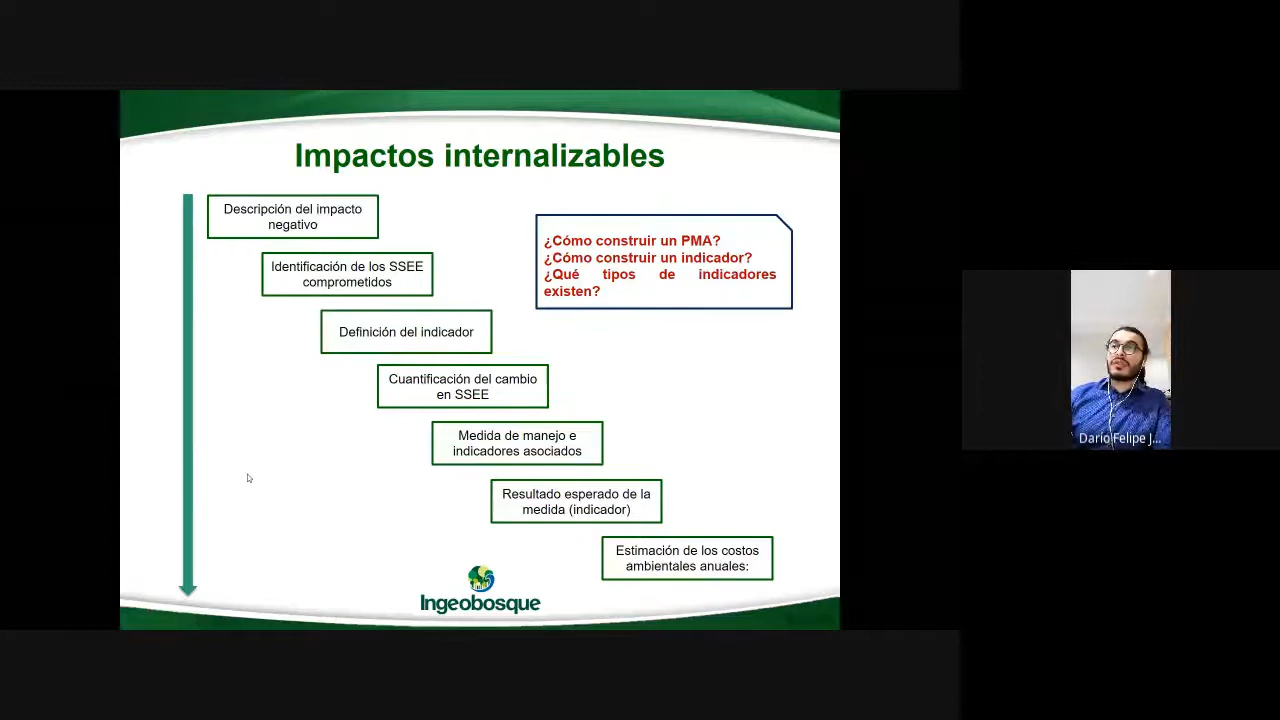 Impactos internalizables
Descripción del impacto
negativo
Identificación de los SSEE
comprometidos
Definición del indicador
Cuantificación del cambio
en SSEE
Medida de manejo e
indicadores asociados
Resultado esperado de la
medida (indicador)
Estimación de los costos
ambientales anuales:
¿Cómo construir un PMA?
¿Cómo construir un indicador?
¿Qué tipos de indicadores
existen?
Ingeobosque
Darío Felipe J...